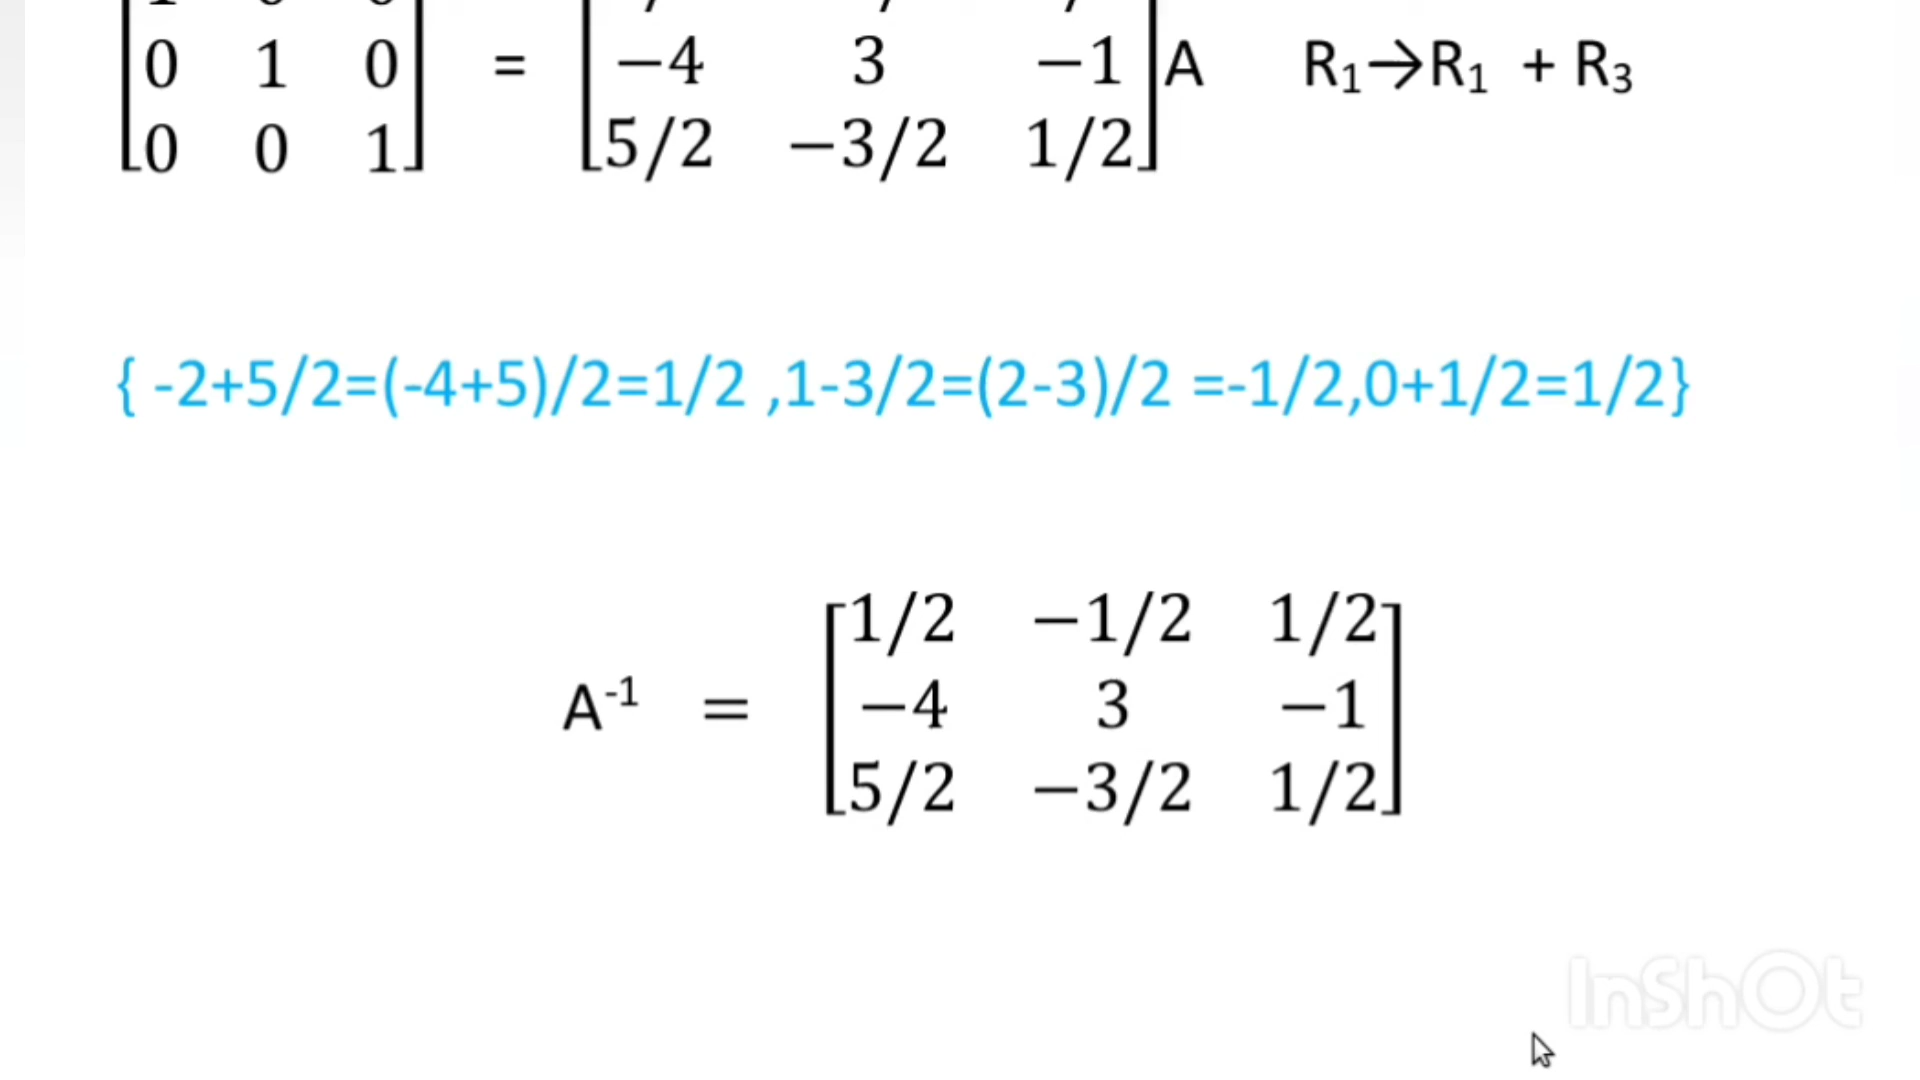 0 1 0 = −4 3 −1 A R₁→R₁ + R₃
0 0 1 5/2 −3/2 1/2
{ -2+5/2=(-4+5)/2=1/2 ,1-3/2=(2-3)/2 =-1/2,0+1/2=1/2}
1/2 −1/2 1/2
A⁻¹ = −4 3 −1
5/2 −3/2 1/2
InShOt